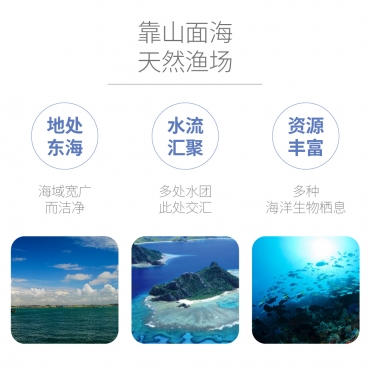 靠山面海
天然渔场
地处
东海
水流
汇聚
资源
丰富
海域宽广
而洁净
多处水团
此处交汇
多种
海洋生物栖息